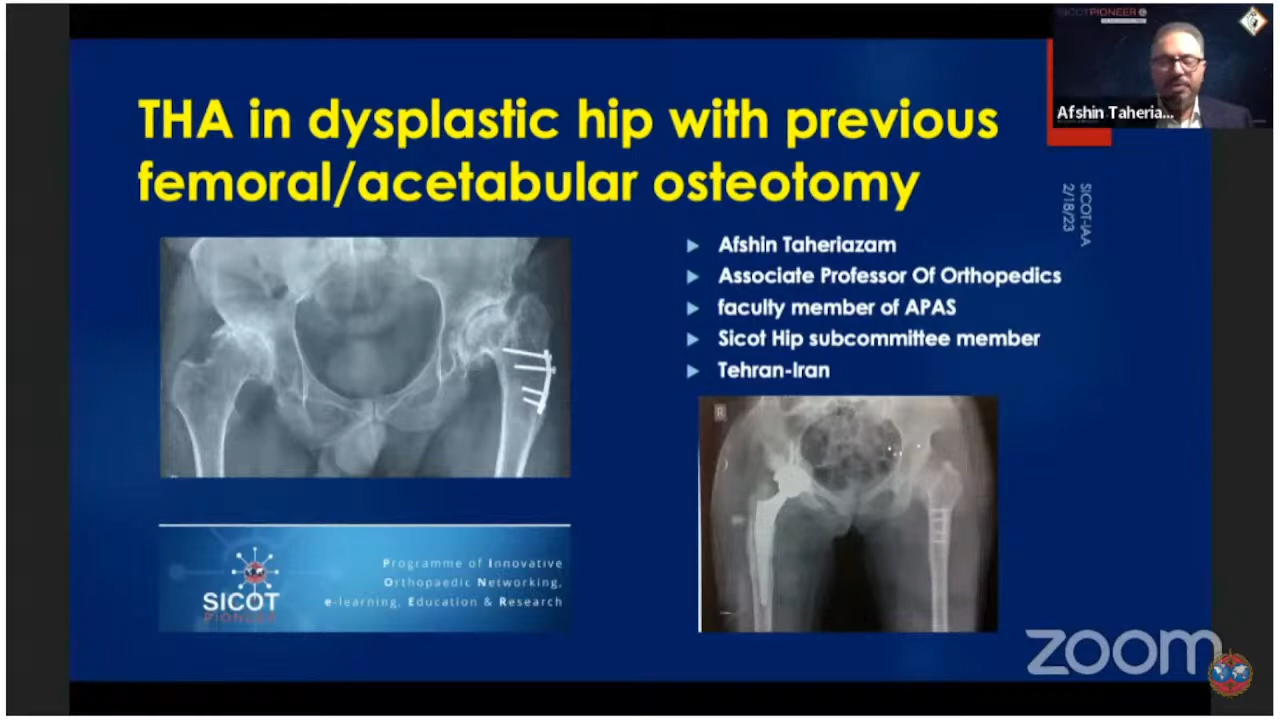 SICOTPIONEER
Afshin Taheria...
THA in dysplastic hip with previous
femoral/acetabular osteotomy
SICOT-IAA
2/18/23
Afshin Taheriazam
Associate Professor Of Orthopedics
faculty member of APAS
Sicot Hip subcommittee member
Tehran-Iran
R
SICOT
PIONEER
Programme of Innovative
Orthopaedic Networking,
e-learning, Education & Research
zoom